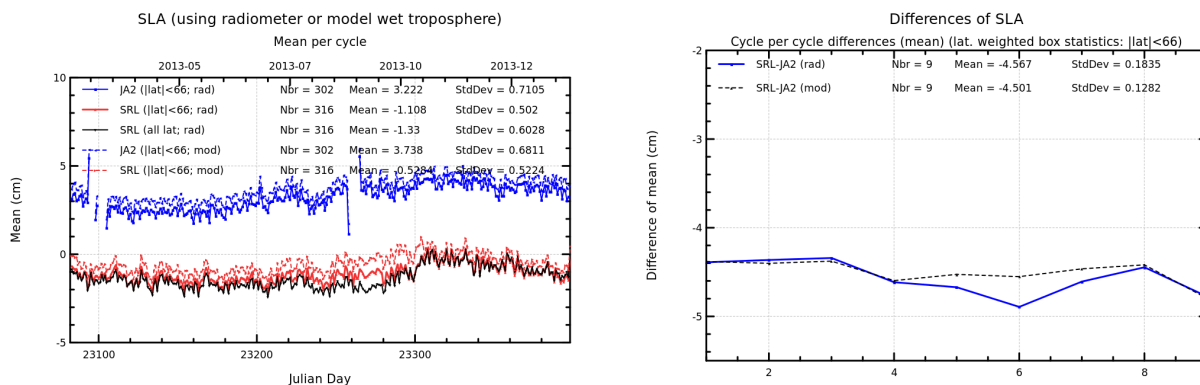 SLA (using radiometer or model wet troposphere)
Mean per cycle
2013-05 2013-07 2013-10 2013-12
10
JA2 (|lat|<66; rad) Nbr = 302 Mean = 3.222 StdDev = 0.7105
SRL (|lat|<66; rad) Nbr = 316 Mean = -1.108 StdDev = 0.502
SRL (all lat; rad) Nbr = 316 Mean = -1.33 StdDev = 0.6028
JA2 (|lat|<66; mod) Nbr = 302 Mean = 3.738 StdDev = 0.6811
SRL (|lat|<66; mod) Nbr = 316 Mean = -0.5284 StdDev = 0.5224
5
0
-5
Mean (cm)
23100 23200 23300
Julian Day
Differences of SLA
Cycle per cycle differences (mean) (lat. weighted box statistics: |lat|<66)
-2
SRL-JA2 (rad) Nbr = 9 Mean = -4.567 StdDev = 0.1835
SRL-JA2 (mod) Nbr = 9 Mean = -4.501 StdDev = 0.1282
-3
-4
-5
Difference of mean (cm)
2 4 6 8